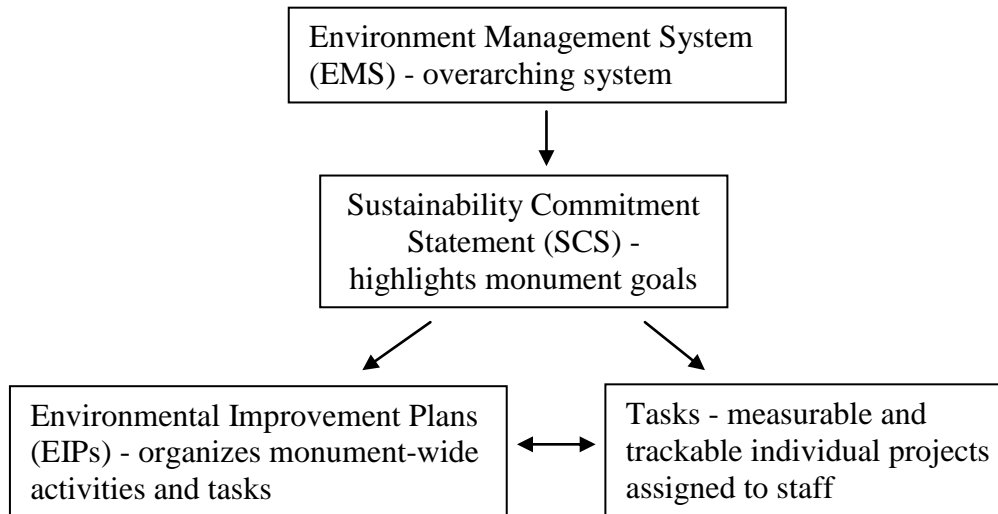 Environment Management System
(EMS) - overarching system
Sustainability Commitment
Statement (SCS) -
highlights monument goals
Environmental Improvement Plans
(EIPs) - organizes monument-wide
activities and tasks
Tasks - measurable and
trackable individual projects
assigned to staff